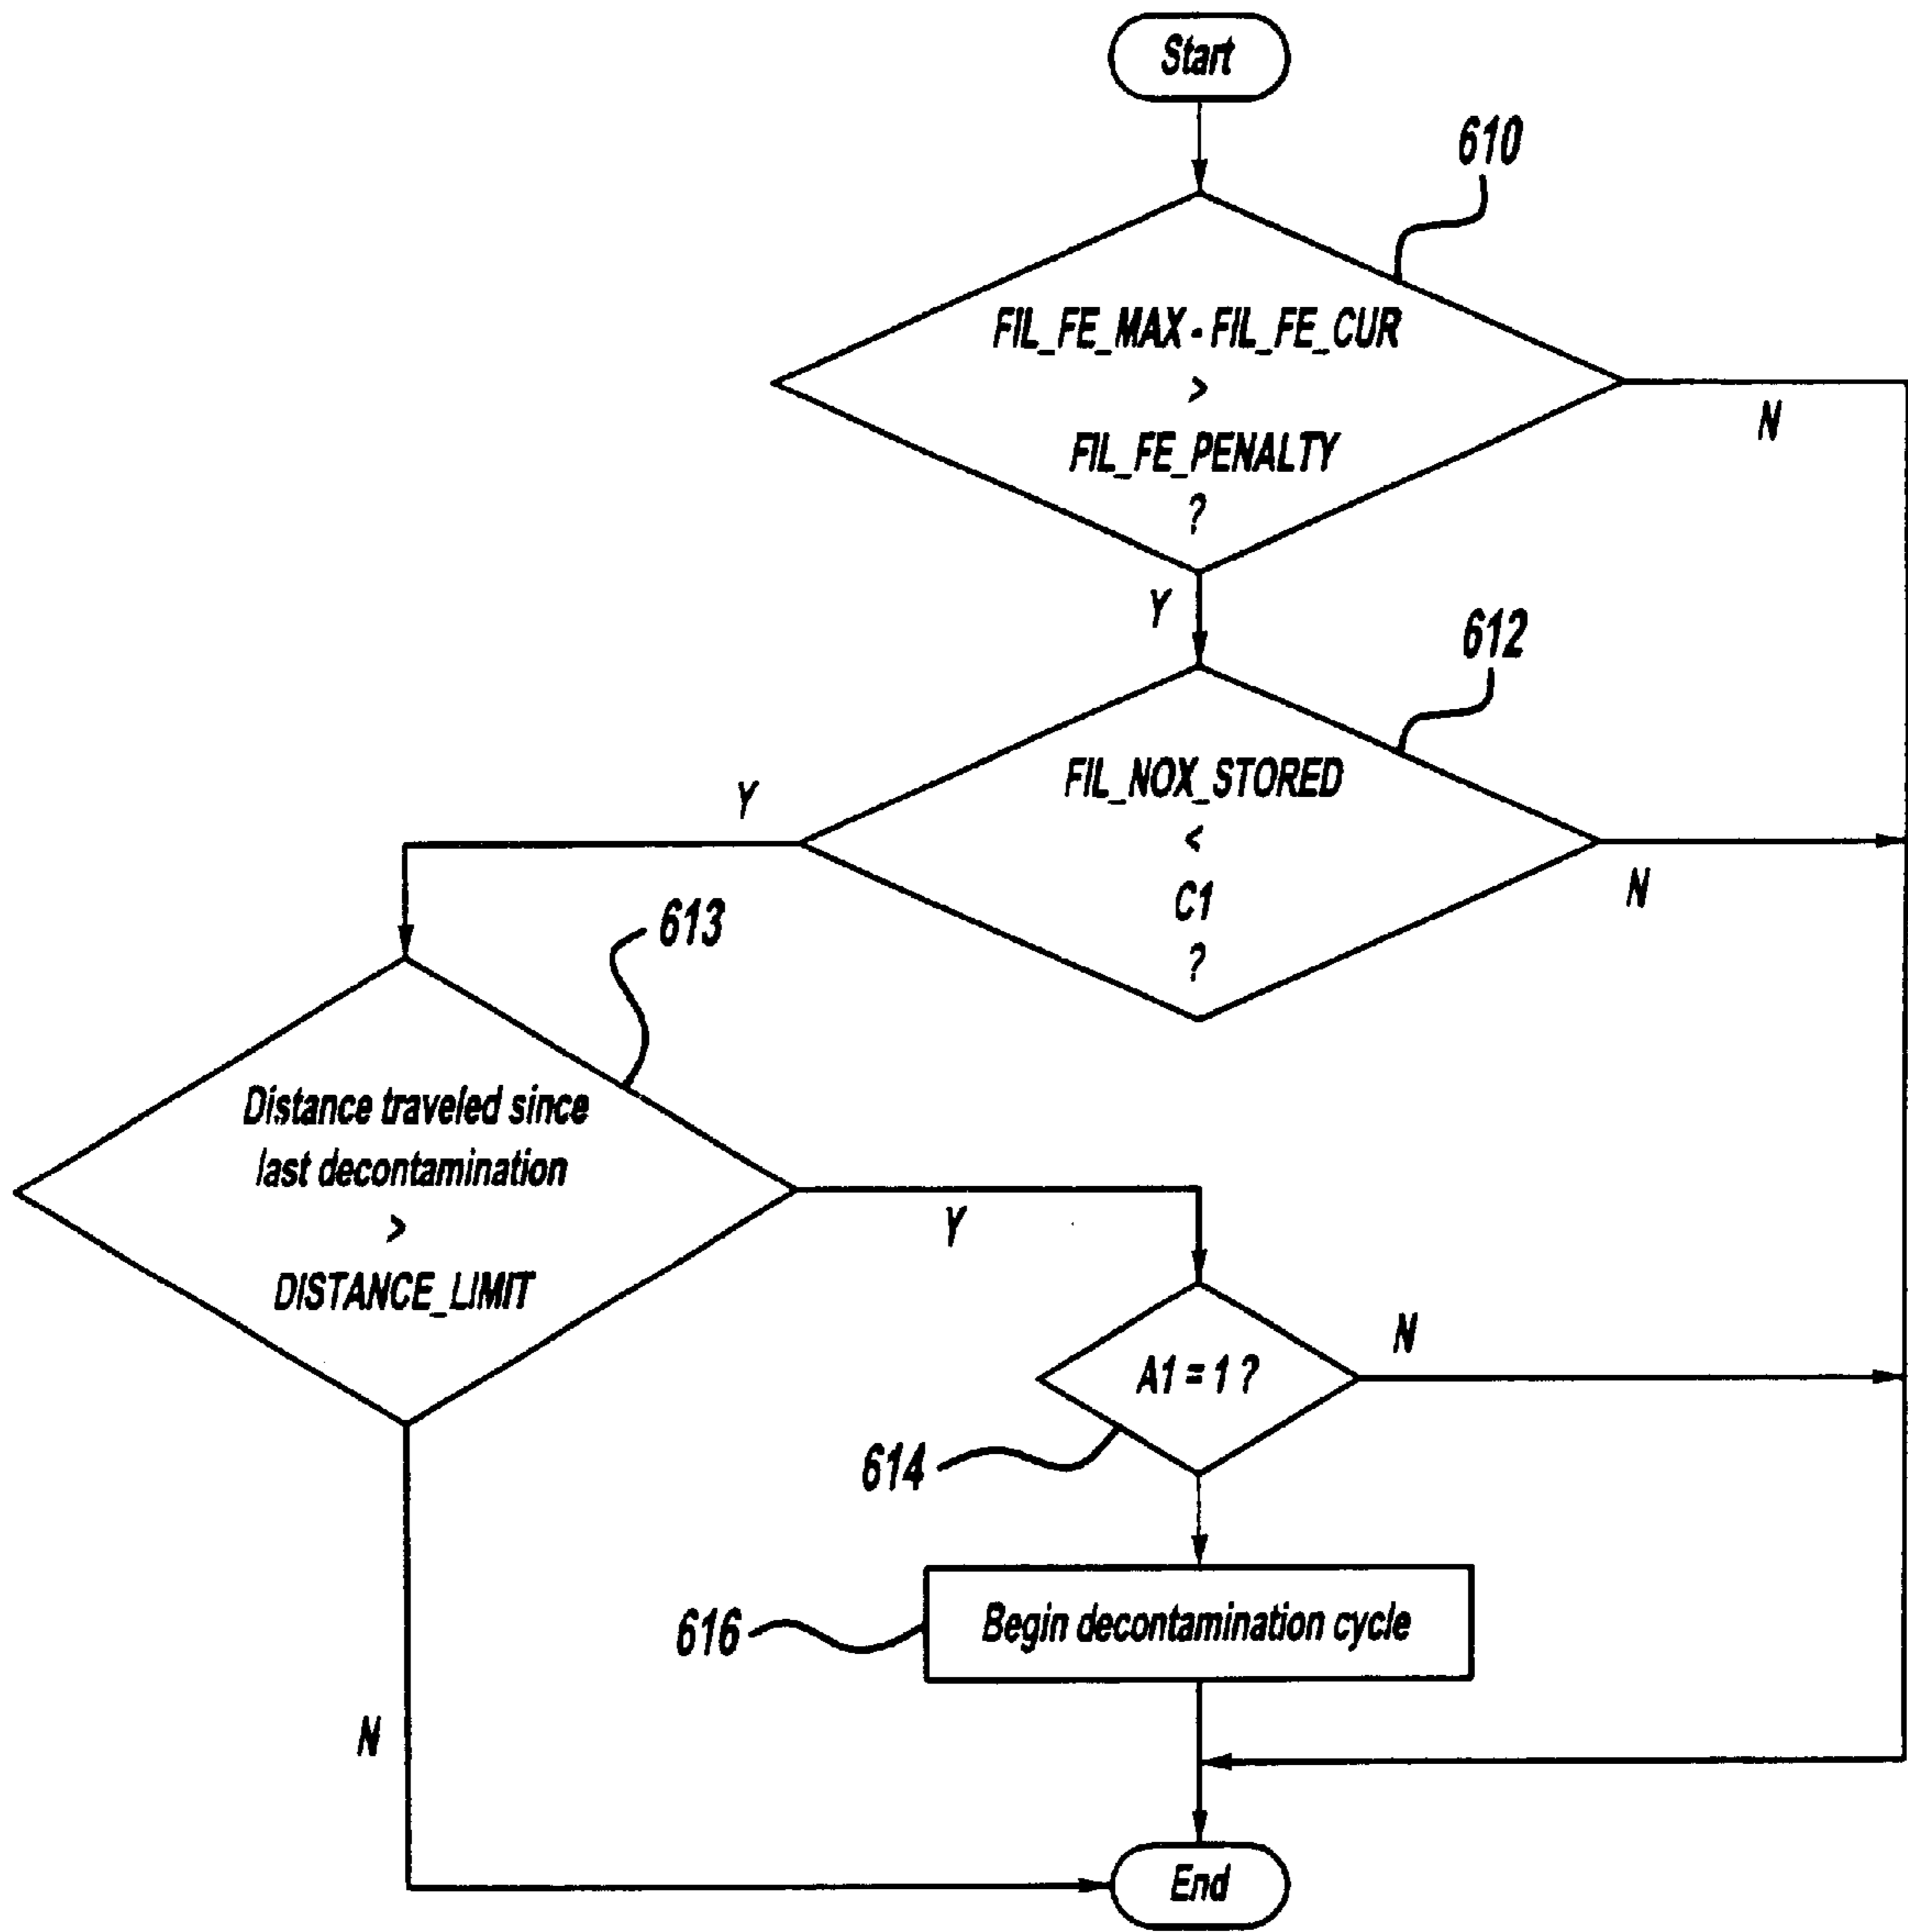 Start
610
FIL_FE_MAX - FIL_FE_CUR
>
FIL_FE_PENALTY
?
N
Y
612
FIL_NOX_STORED
<
C1
?
Y
N
613
Distance traveled since
last decontamination
>
DISTANCE_LIMIT
Y
N
A1 = 1 ?
N
614
Begin decontamination cycle
616
End